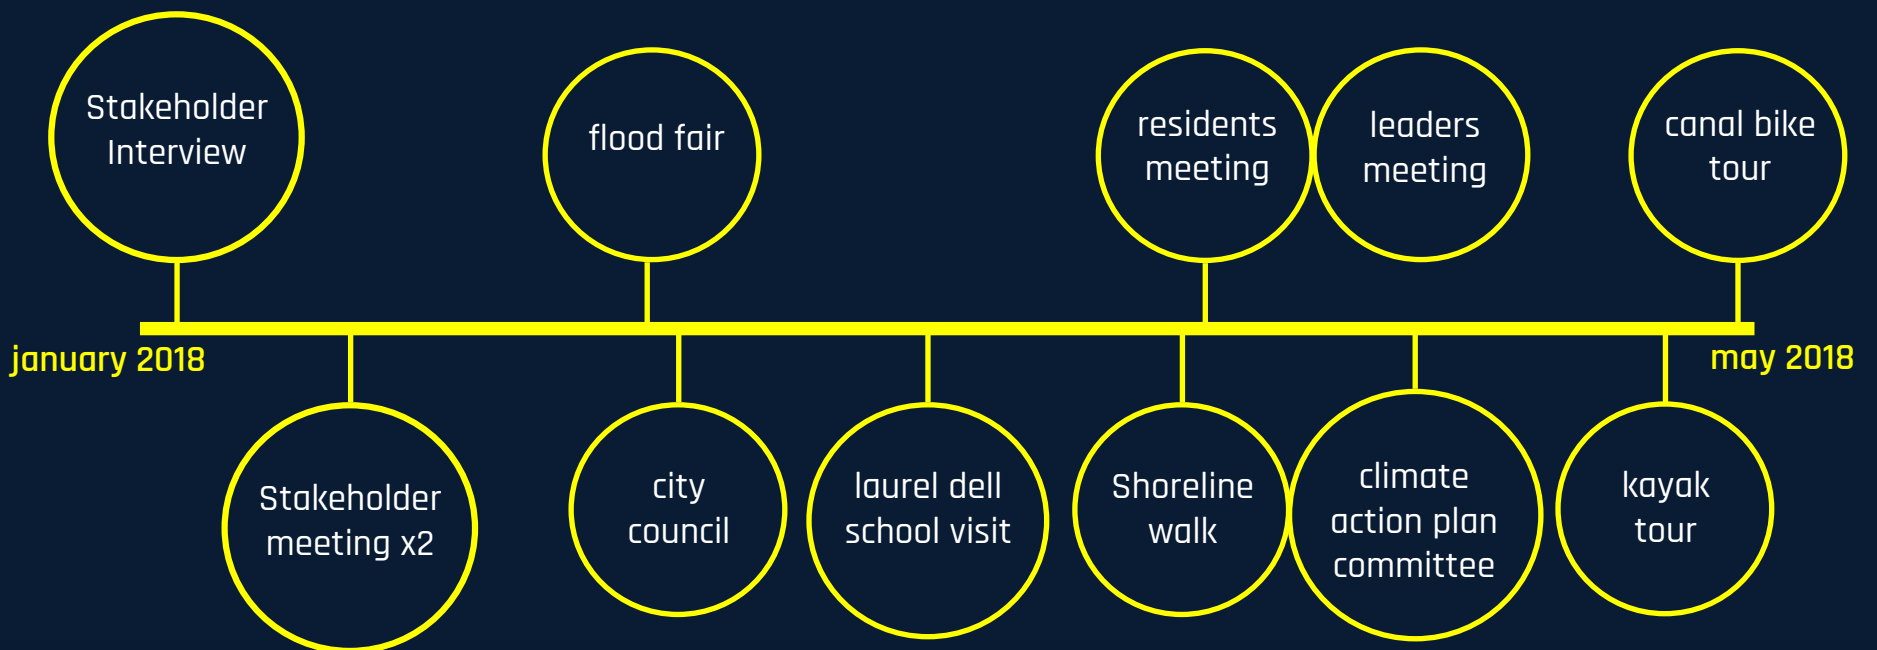 Stakeholder
Interview
flood fair
residents
meeting
leaders
meeting
canal bike
tour
january 2018
may 2018
Stakeholder
meeting x2
city
council
laurel dell
school visit
Shoreline
walk
climate
action plan
committee
kayak
tour